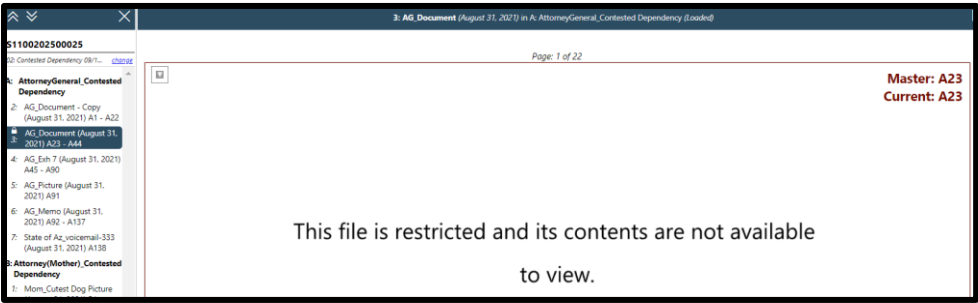 3: AG_Document (August 31, 2021) in A: AttorneyGeneral_Contested Dependency (Loaded)
S1100202500025
02: Contested Dependency 09/1... change
Page: 1 of 22
A: AttorneyGeneral_Contested
Dependency
2: AG_Document - Copy
(August 31, 2021) A1 - A22
3: AG_Document (August 31,
2021) A23 - A44
4: AG_Exh 7 (August 31, 2021)
A45 - A90
5: AG_Picture (August 31,
2021) A91
6: AG_Memo (August 31,
2021) A92 - A137
7: State of Az_voicemail-333
(August 31, 2021) A138
B: Attorney(Mother)_Contested
Dependency
1: Mom_Cutest Dog Picture
Master: A23
Current: A23
This file is restricted and its contents are not available
to view.